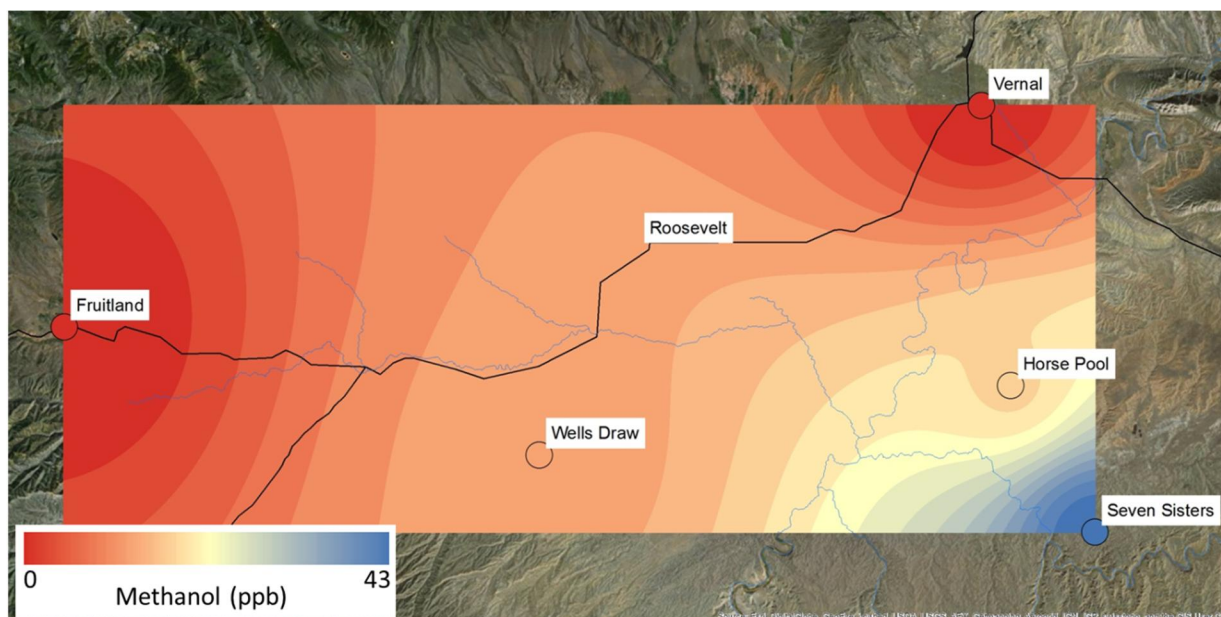 Vernal
Roosevelt
Fruitland
Horse Pool
Wells Draw
Seven Sisters
0 43
Methanol (ppb)